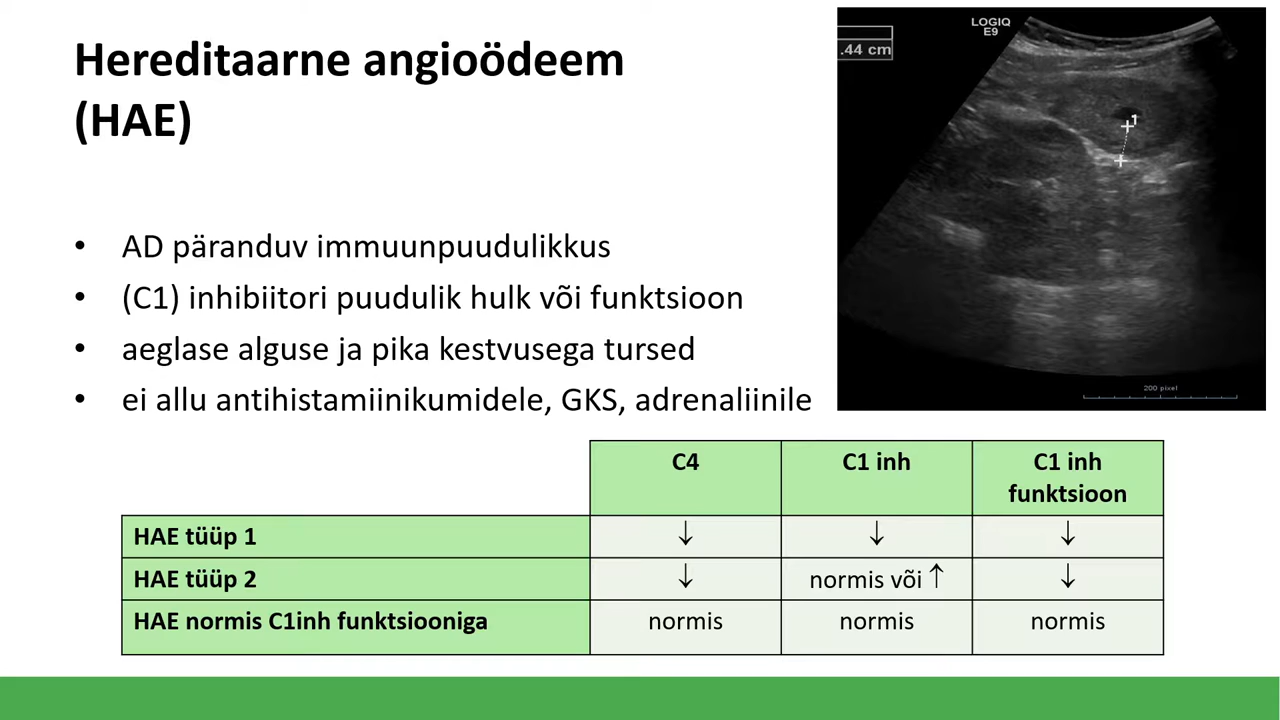 Hereditaarne angioödeem
(HAE)
LOGIQ
E9
.44 cm
1
200 pixel
• AD päranduv immuunpuudulikkus
• (C1) inhibiitori puudulik hulk või funktsioon
• aeglase alguse ja pika kestvusega tursed
• ei allu antihistamiinikumidele, GKS, adrenaliinile
C4 C1 inh C1 inh
funktsioon
HAE tüüp 1 ↓ ↓ ↓
HAE tüüp 2 ↓ normis või ↑ ↓
HAE normis C1inh funktsiooniga normis normis normis